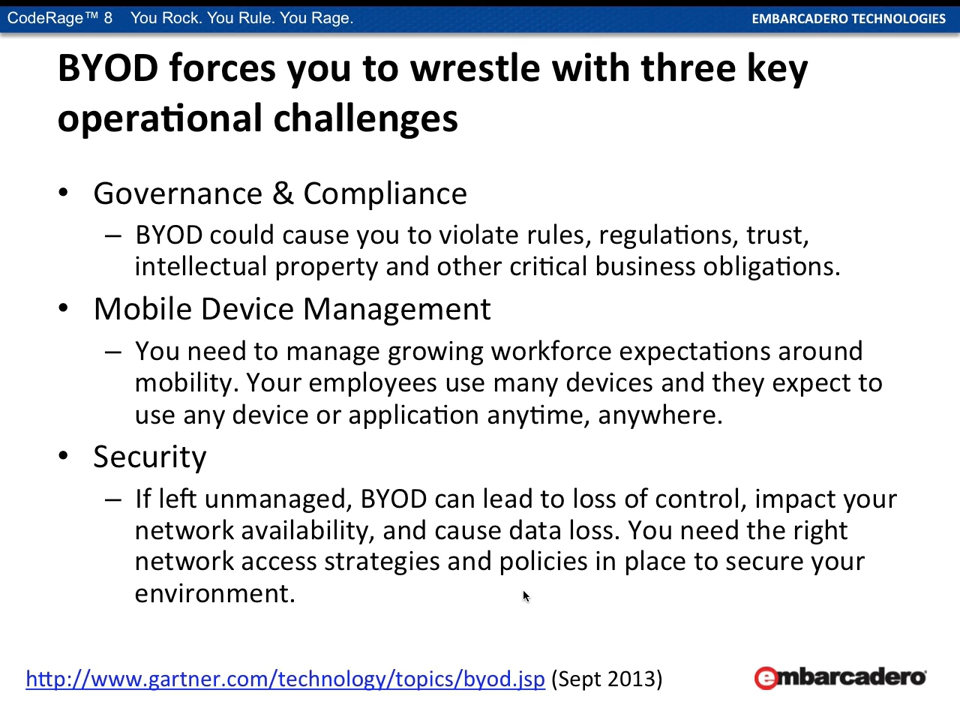 CodeRage™ 8 You Rock. You Rule. You Rage.
EMBARCADERO TECHNOLOGIES
BYOD forces you to wrestle with three key
operational challenges
• Governance & Compliance
– BYOD could cause you to violate rules, regulations, trust,
intellectual property and other critical business obligations.
• Mobile Device Management
– You need to manage growing workforce expectations around
mobility. Your employees use many devices and they expect to
use any device or application anytime, anywhere.
• Security
– If left unmanaged, BYOD can lead to loss of control, impact your
network availability, and cause data loss. You need the right
network access strategies and policies in place to secure your
environment.
http://www.gartner.com/technology/topics/byod.jsp (Sept 2013)
embarcadero